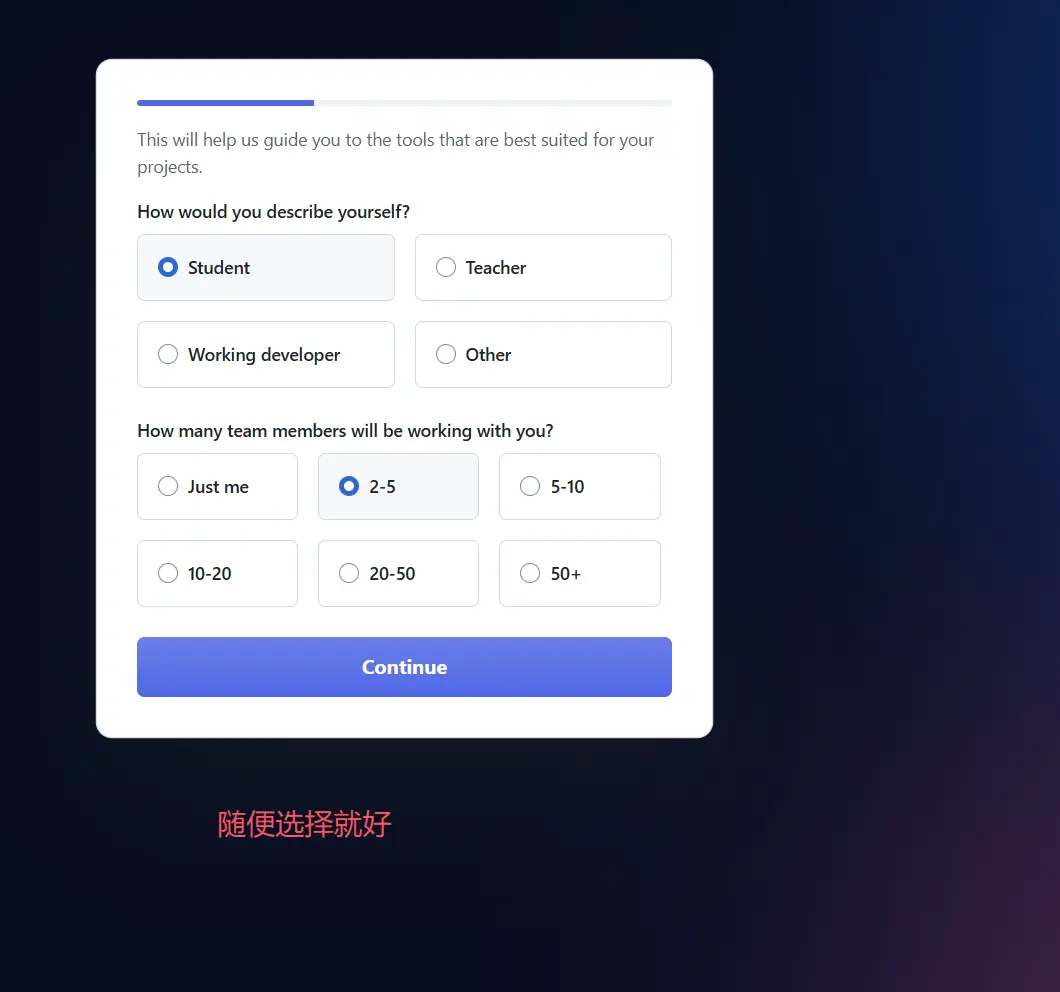 This will help us guide you to the tools that are best suited for your
projects.
How would you describe yourself?
Student
Teacher
Working developer
Other
How many team members will be working with you?
Just me
2-5
5-10
10-20
20-50
50+
Continue
随便选择就好